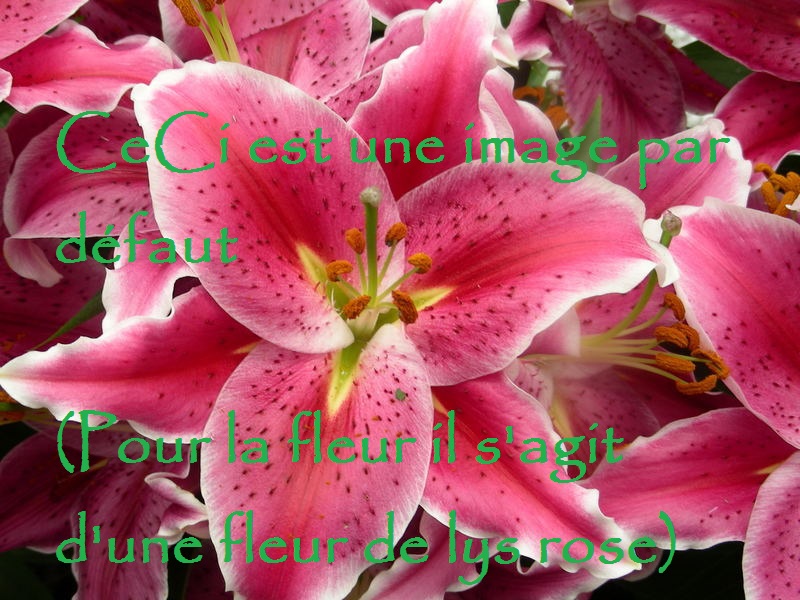 CeCi est une image par
défaut
(Pour la fleur il s'agit
d'une fleur de lys rose)